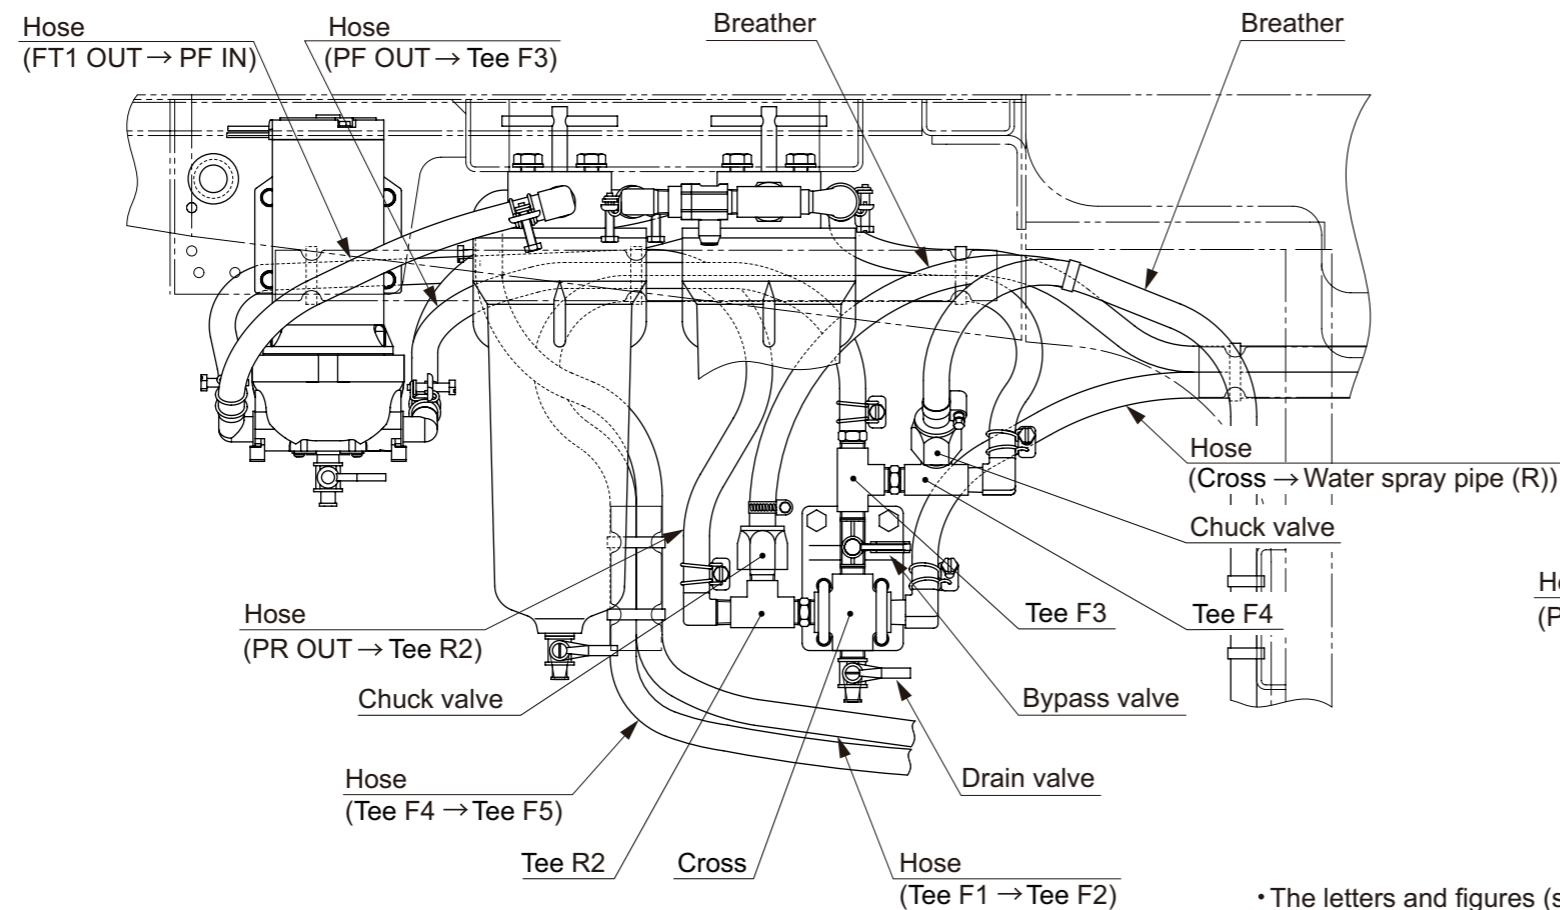 Hose
(FT1 OUT → PF IN)
Hose
(PF OUT → Tee F3)
Breather
Breather
Hose
(Cross → Water spray pipe (R))
Chuck valve
Tee F3
Tee F4
Hose
(PR OUT → Tee R2)
Chuck valve
Bypass valve
Hose
(Tee F4 → Tee F5)
Drain valve
Tee R2
Cross
Hose
(Tee F1 → Tee F2)
• The letters and figures (s